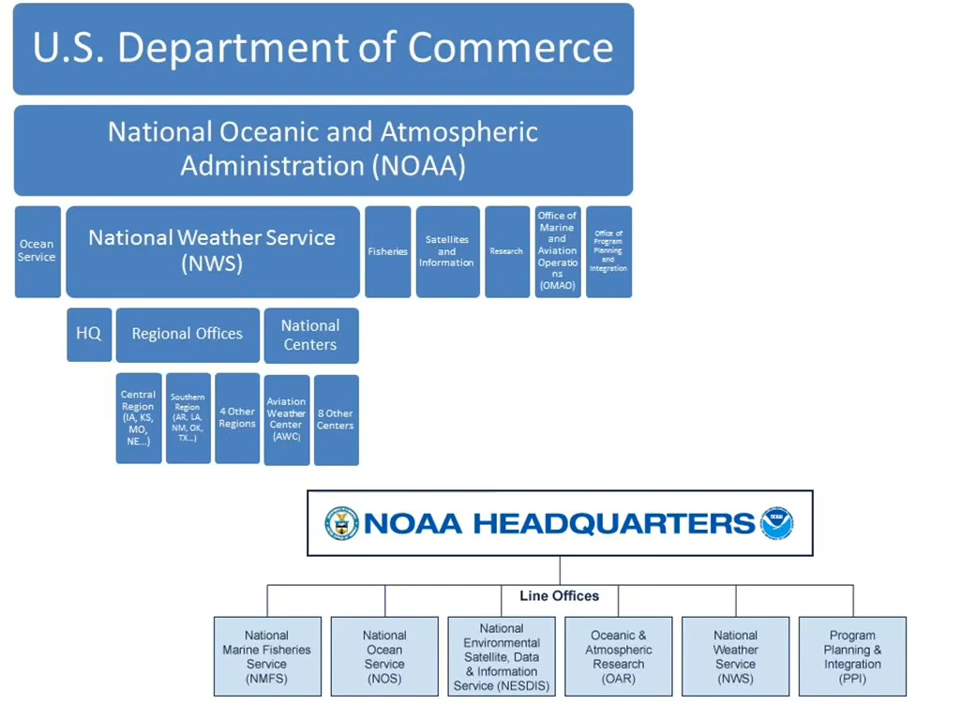 U.S. Department of Commerce
National Oceanic and Atmospheric
Administration (NOAA)
Ocean
Service
National Weather Service
(NWS)
Fisheries
Satellites
and
Information
Research
Office of
Marine
and
Aviation
Operatio
ns
(OMAO)
Office of
Program
Planning
and
Integration
HQ
Regional Offices
National
Centers
Central
Region
(IA, KS,
MO,
NE...)
Southern
Region
(AR, LA,
NM, OK,
TX...)
4 Other
Regions
Aviation
Weather
Center
(AWC)
8 Other
Centers
NOAA HEADQUARTERS
Line Offices
National
Marine Fisheries
Service
(NMFS)
National
Ocean
Service
(NOS)
National
Environmental
Satellite, Data
& Information
Service (NESDIS)
Oceanic &
Atmospheric
Research
(OAR)
National
Weather
Service
(NWS)
Program
Planning &
Integration
(PPI)